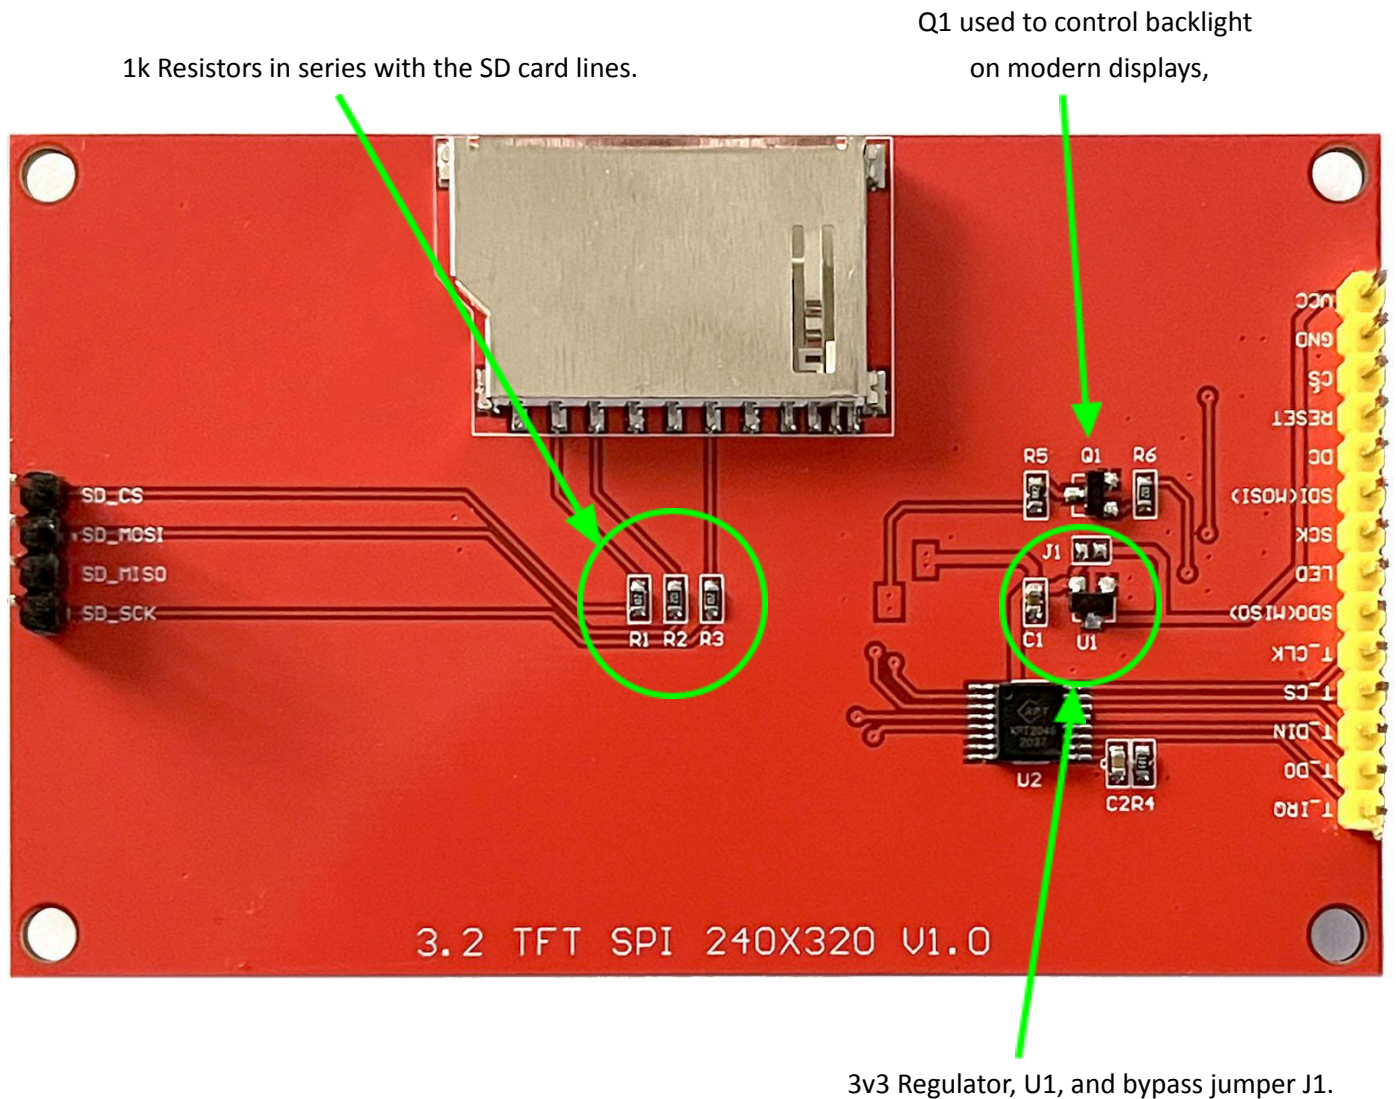 Q1 used to control backlight
on modern displays,
1k Resistors in series with the SD card lines.
VCC
GND
CS
RESET
DC
SDI(MOSI)
SCK
LED
SDO(MISO)
T_CLK
T_CS
T_DIN
T_DO
T_IRQ
R5 Q1 R6
J1
C1 U1
SD_CS
SD_MOSI
SD_MISO
SD_SCK
R1 R2 R3
U2
C2R4
3.2 TFT SPI 240X320 V1.0
3v3 Regulator, U1, and bypass jumper J1.